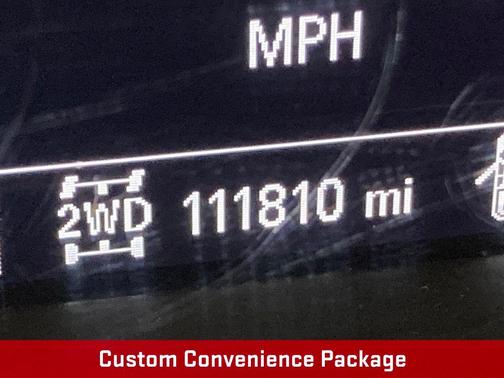 MPH
2WD 111810 mi
Custom Convenience Package